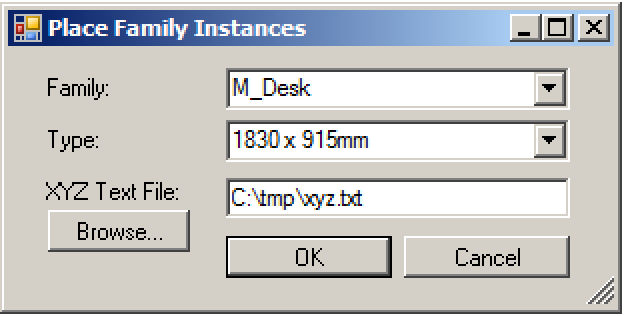 Place Family Instances
Family: M_Desk
Type: 1830 x 915mm
XYZ Text File: C:\tmp\xyz.txt
Browse...
OK Cancel